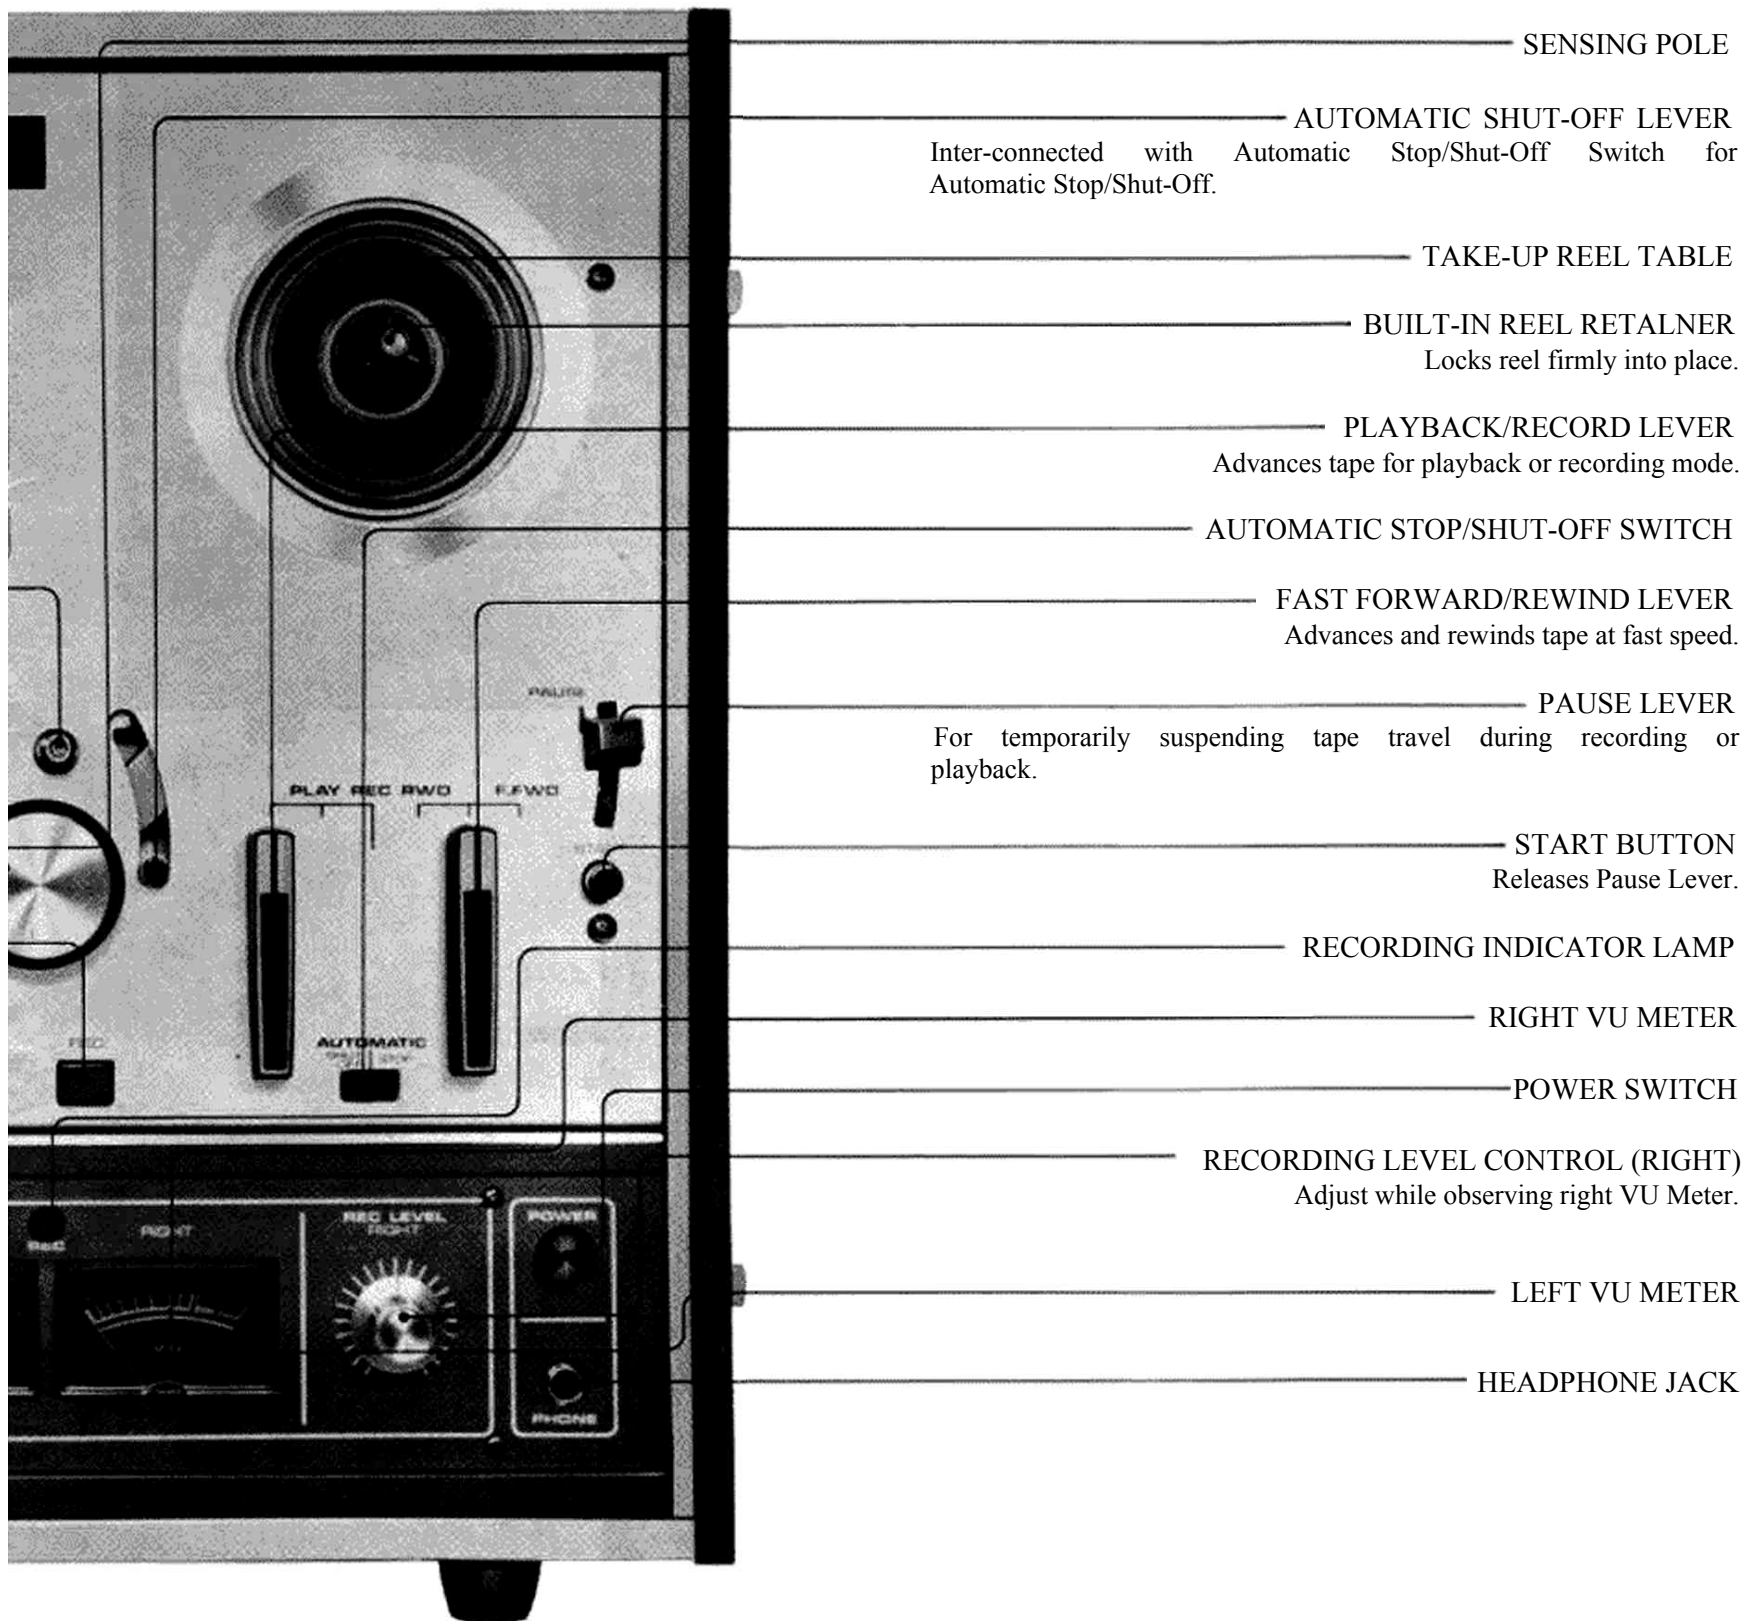 SENSING POLE
AUTOMATIC SHUT-OFF LEVER
Inter-connected with Automatic Stop/Shut-Off Switch for
Automatic Stop/Shut-Off.
TAKE-UP REEL TABLE
BUILT-IN REEL RETALNER
Locks reel firmly into place.
PLAYBACK/RECORD LEVER
Advances tape for playback or recording mode.
AUTOMATIC STOP/SHUT-OFF SWITCH
FAST FORWARD/REWIND LEVER
Advances and rewinds tape at fast speed.
PAUSE
PAUSE LEVER
For temporarily suspending tape travel during recording or
playback.
PLAY REC RWD F.FWD
START BUTTON
Releases Pause Lever.
RECORDING INDICATOR LAMP
RIGHT VU METER
REC
AUTOMATIC
POWER SWITCH
RECORDING LEVEL CONTROL (RIGHT)
Adjust while observing right VU Meter.
REC
RIGHT
REC LEVEL
RIGHT
POWER
LEFT VU METER
VU
HEADPHONE JACK
PHONE